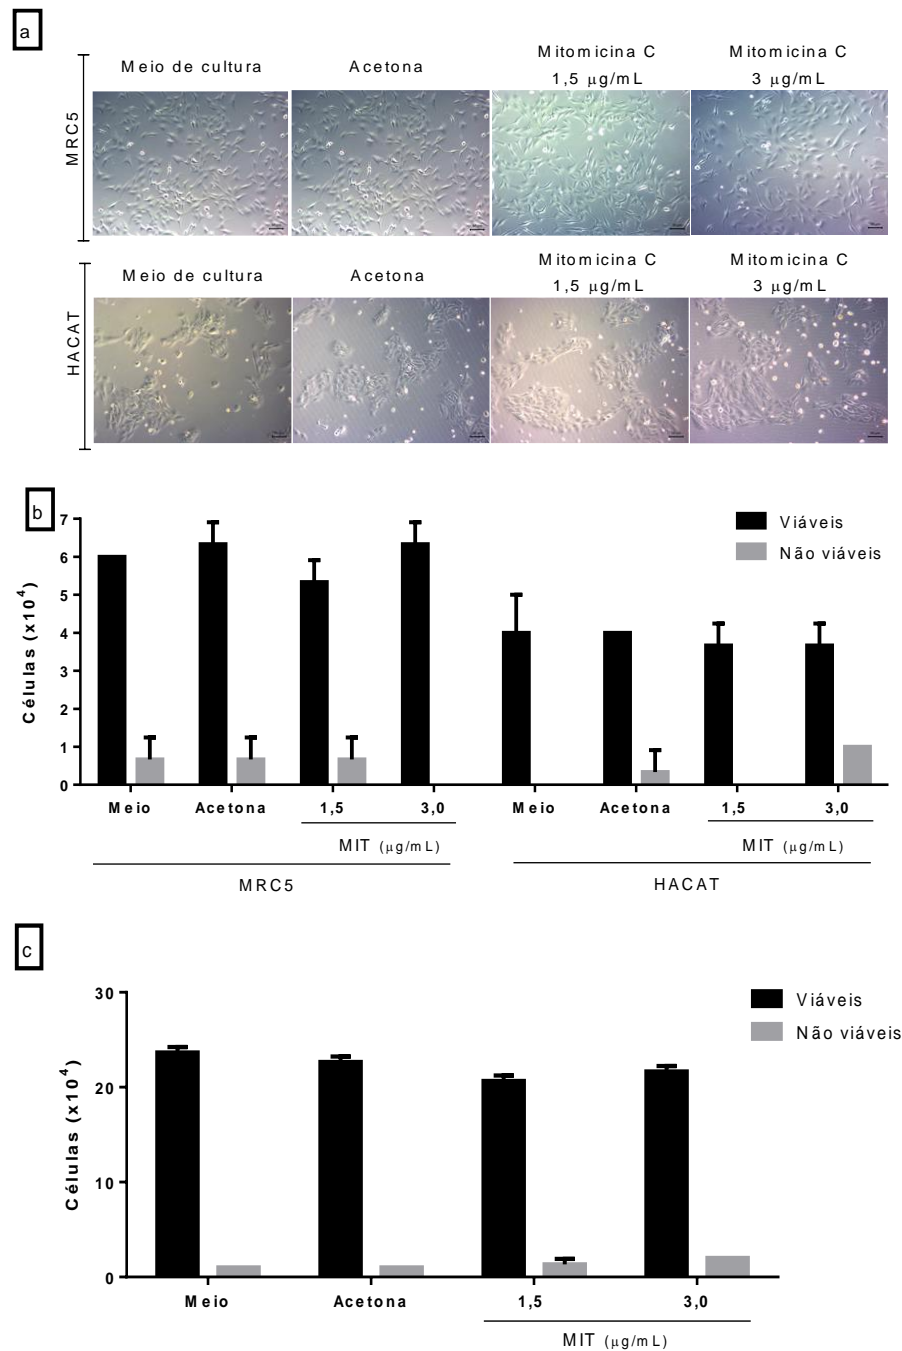 a
Meio de cultura
Acetona
Mitomicina C
1,5 µg/mL
Mitomicina C
3 µg/mL
MRC5
Meio de cultura
Acetona
Mitomicina C
1,5 µg/mL
Mitomicina C
3 µg/mL
HACAT
b
Células (x10⁴)
7
6
5
4
3
2
1
0
Viáveis
Não viáveis
Meio Acetona 1,5 3,0 Meio Acetona 1,5 3,0
MIT (µg/mL) MIT (µg/mL)
MRC5 HACAT
c
Células (x10⁴)
30
20
10
0
Viáveis
Não viáveis
Meio Acetona 1,5 3,0
MIT (µg/mL)